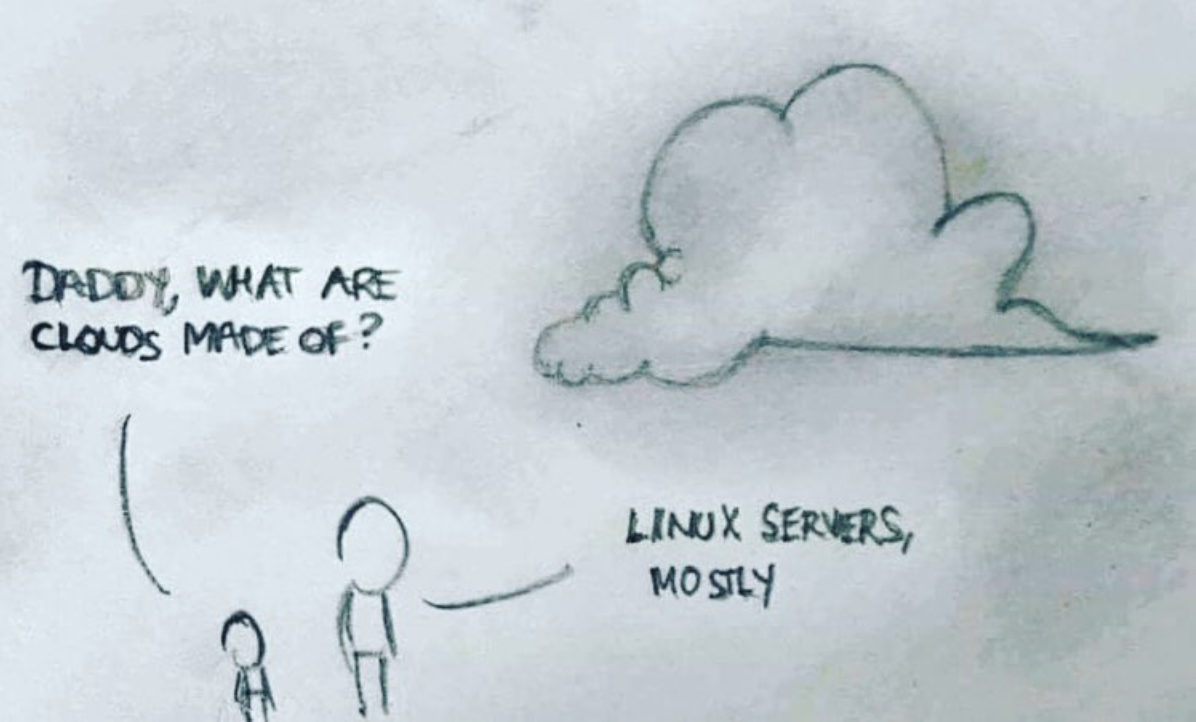 DADDY, WHAT ARE
CLOUDS MADE OF?
LINUX SERVERS,
MOSTLY